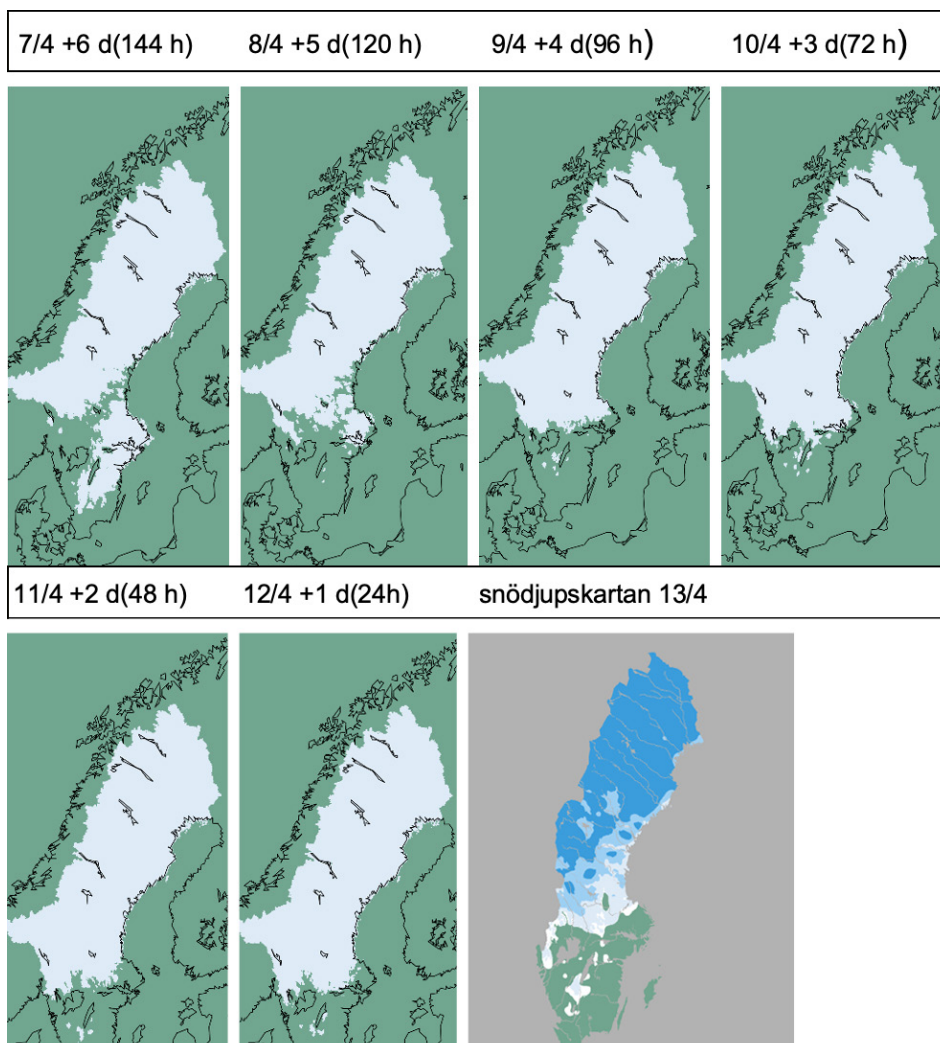 7/4 +6 d(144 h) 8/4 +5 d(120 h) 9/4 +4 d(96 h) 10/4 +3 d(72 h)
11/4 +2 d(48 h) 12/4 +1 d(24h) snödjupskartan 13/4